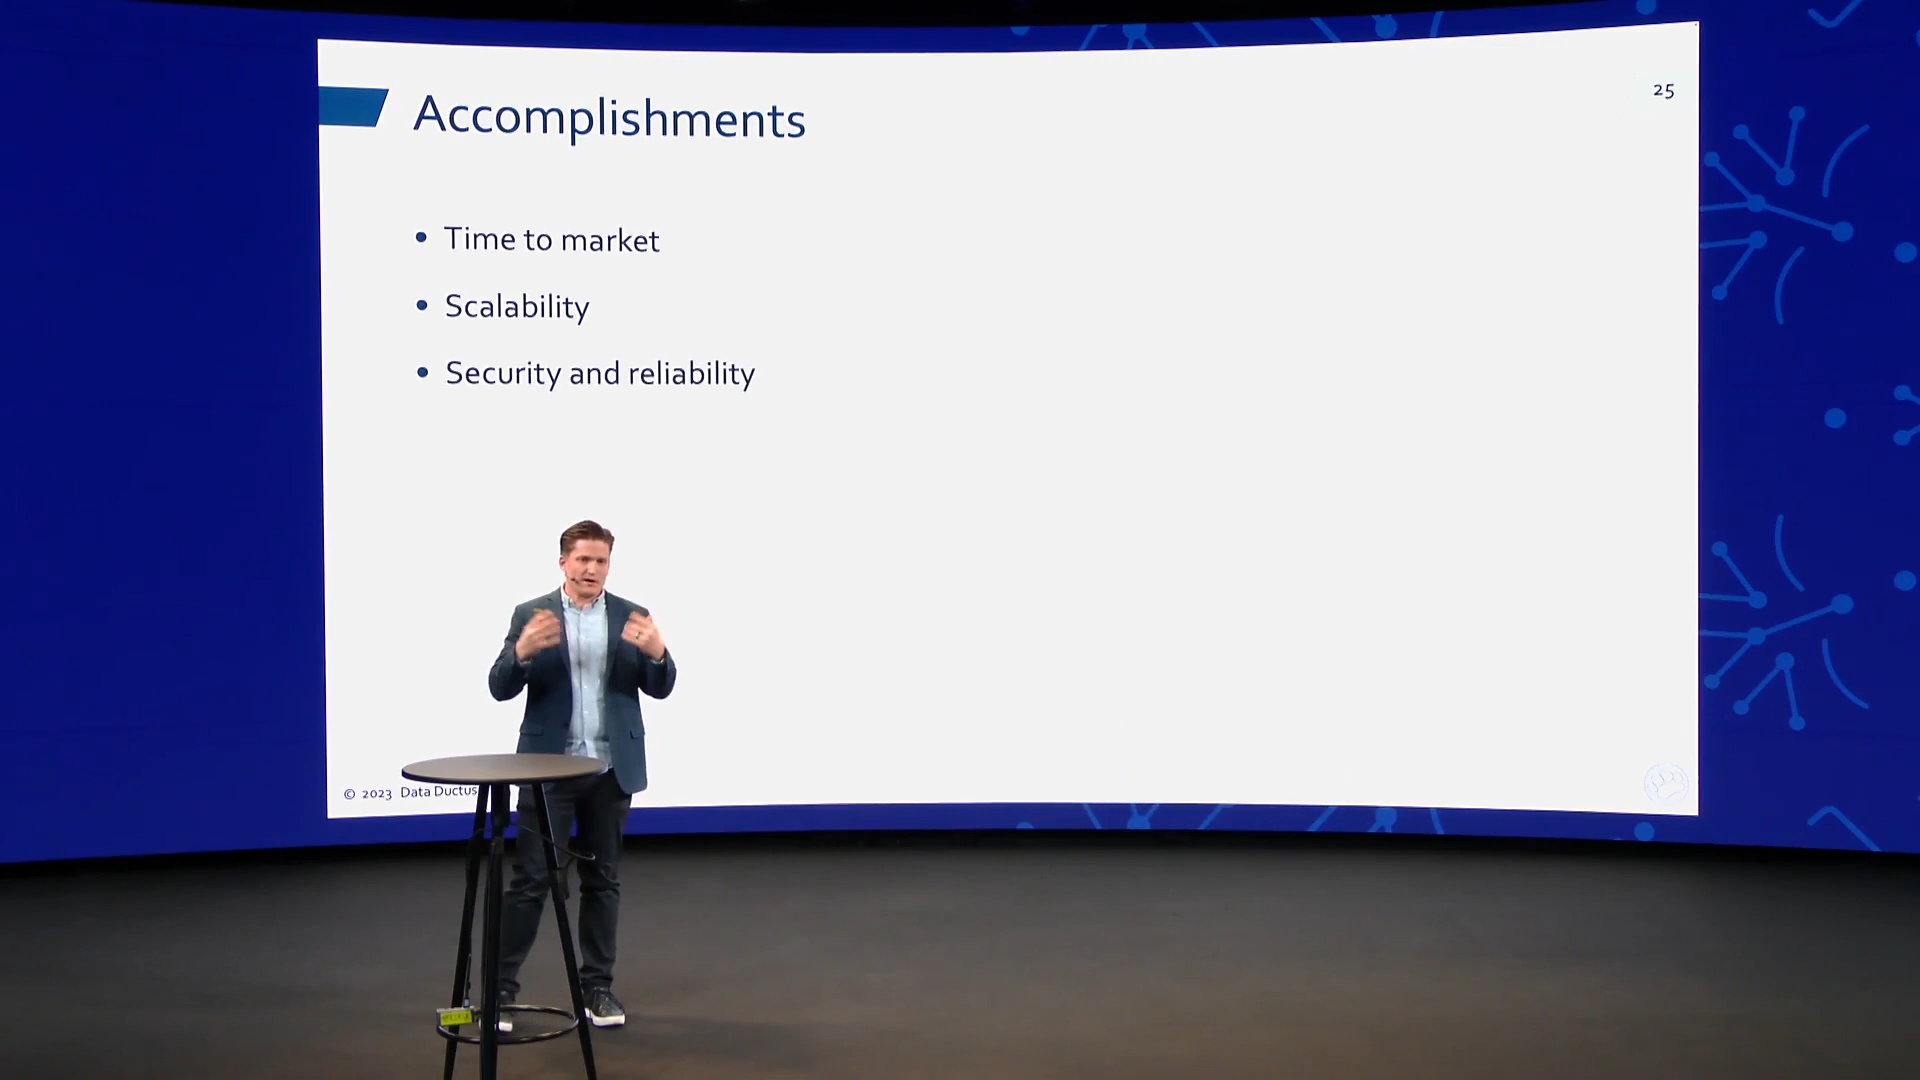 Accomplishments
25
• Time to market
• Scalability
• Security and reliability
© 2023 Data Ductus